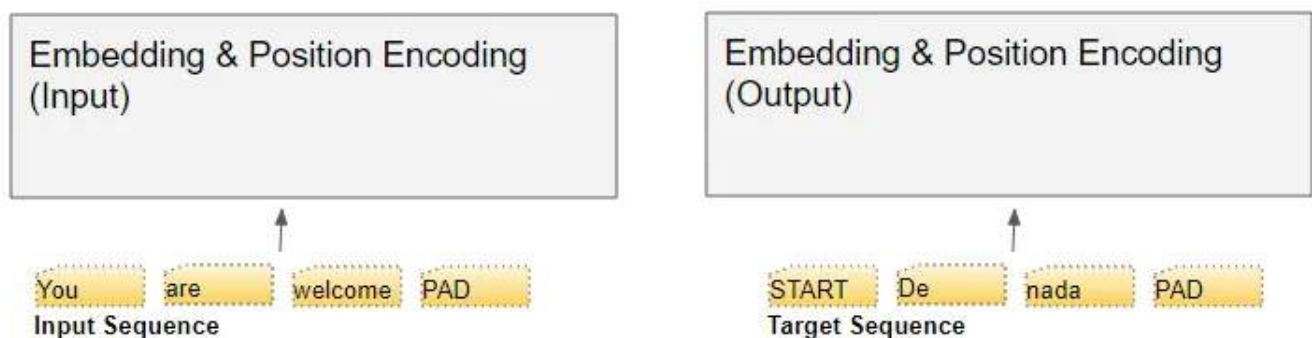 Embedding & Position Encoding
(Input)
You are welcome PAD
Input Sequence
Embedding & Position Encoding
(Output)
START De nada PAD
Target Sequence